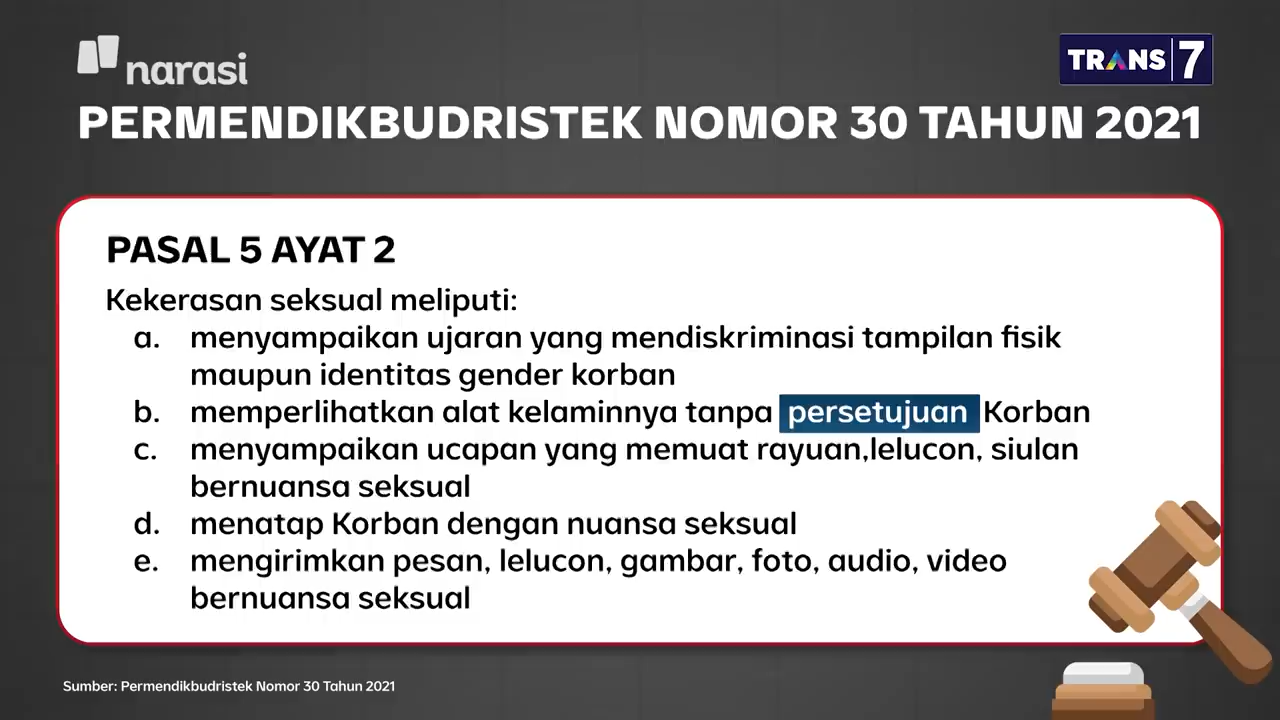 narasi
TRANS 7
PERMENDIKBUDRISTEK NOMOR 30 TAHUN 2021
PASAL 5 AYAT 2
Kekerasan seksual meliputi:
a. menyampaikan ujaran yang mendiskriminasi tampilan fisik
maupun identitas gender korban
b. memperlihatkan alat kelaminnya tanpa persetujuan Korban
c. menyampaikan ucapan yang memuat rayuan,lelucon, siulan
bernuansa seksual
d. menatap Korban dengan nuansa seksual
e. mengirimkan pesan, lelucon, gambar, foto, audio, video
bernuansa seksual
Sumber: Permendikbudristek Nomor 30 Tahun 2021